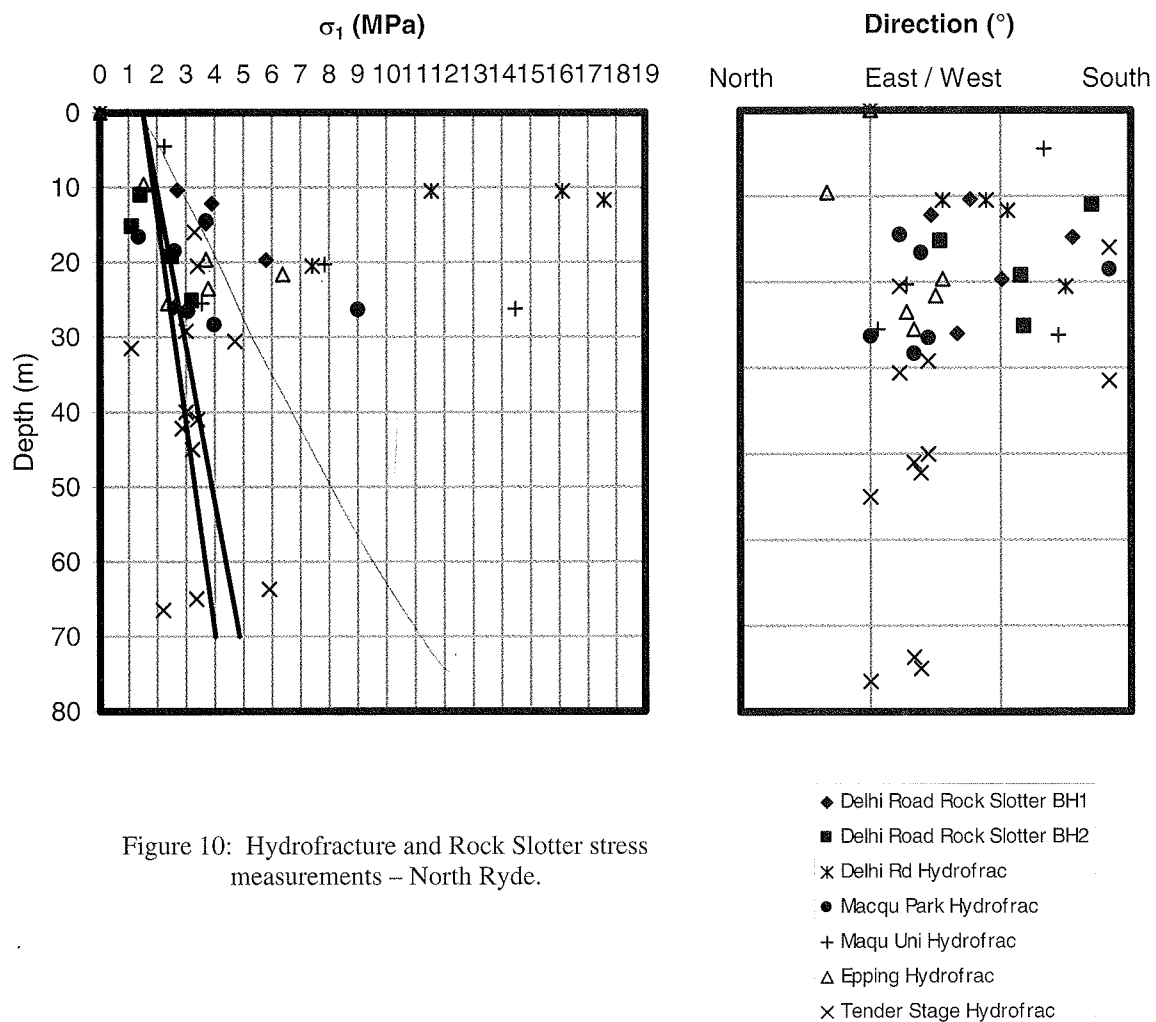 σ1 (MPa)
0 1 2 3 4 5 6 7 8 9 10 11 12 13 14 15 16 17 18 19
0
10
20
30
40
50
60
70
80
Depth (m)
Direction (°)
North East / West South
Delhi Road Rock Slotter BH1
Delhi Road Rock Slotter BH2
Delhi Rd Hydrofrac
Macqu Park Hydrofrac
Maqu Uni Hydrofrac
Epping Hydrofrac
Tender Stage Hydrofrac
Figure 10: Hydrofracture and Rock Slotter stress
measurements – North Ryde.